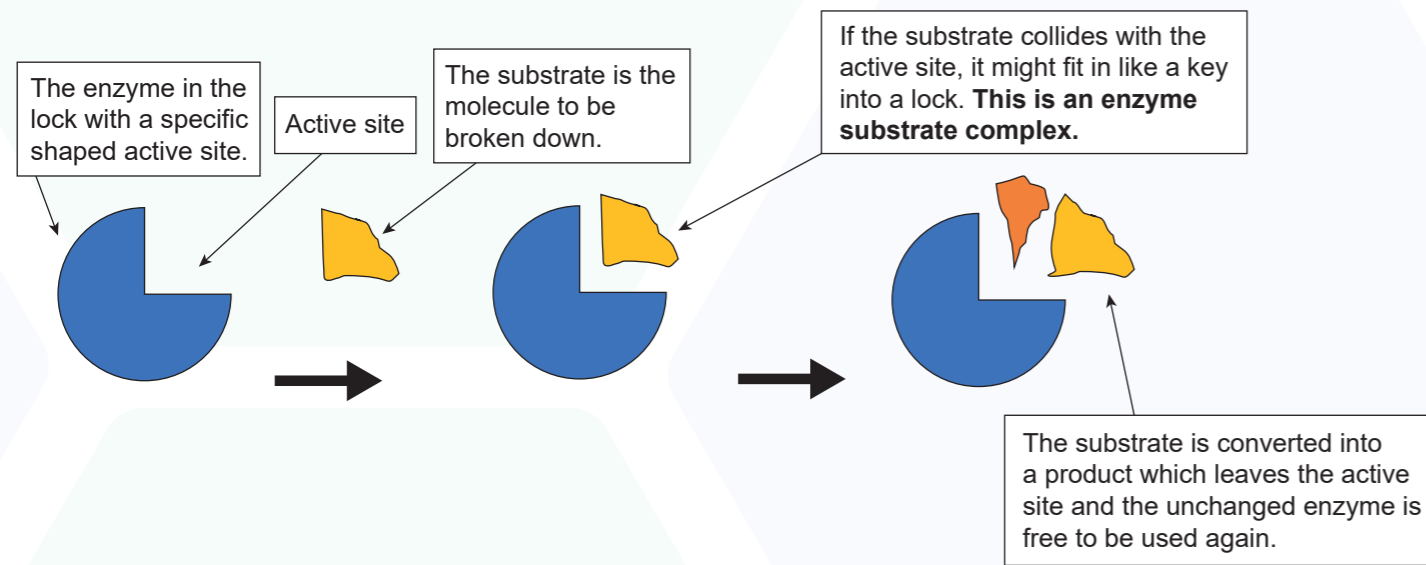 The enzyme in the
lock with a specific
shaped active site.
Active site
The substrate is the
molecule to be
broken down.
If the substrate collides with the
active site, it might fit in like a key
into a lock. This is an enzyme
substrate complex.
The substrate is converted into
a product which leaves the active
site and the unchanged enzyme is
free to be used again.